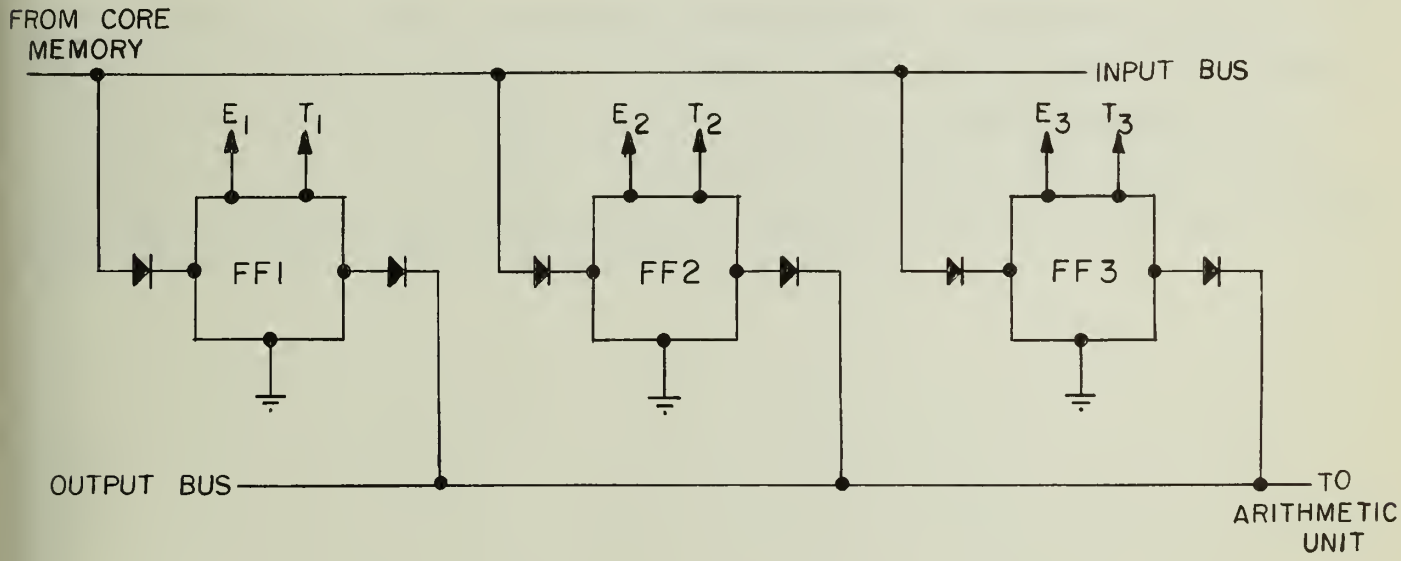 FROM CORE
MEMORY
INPUT BUS
E1 T1
E2 T2
E3 T3
FF1
FF2
FF3
OUTPUT BUS
TO
ARITHMETIC
UNIT